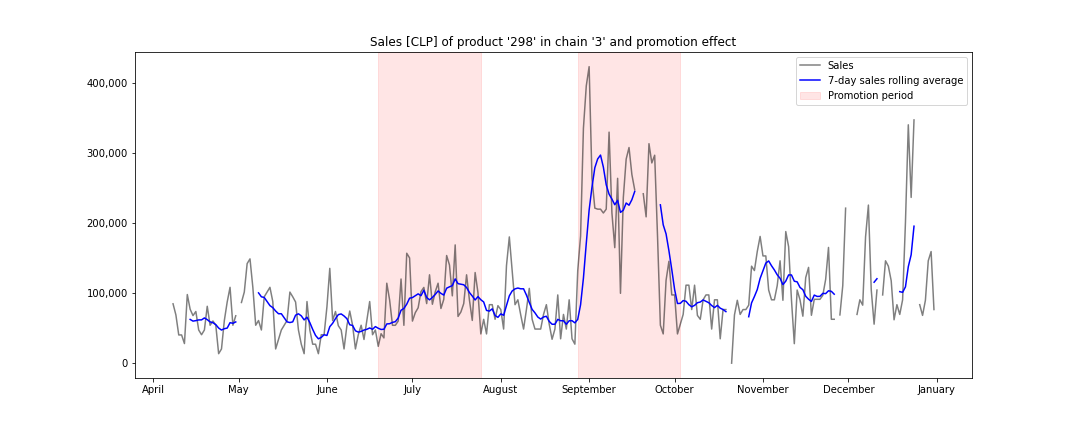 Sales [CLP] of product '298' in chain '3' and promotion effect
Sales
7-day sales rolling average
Promotion period
400,000
300,000
200,000
100,000
0
April May June July August September October November December January